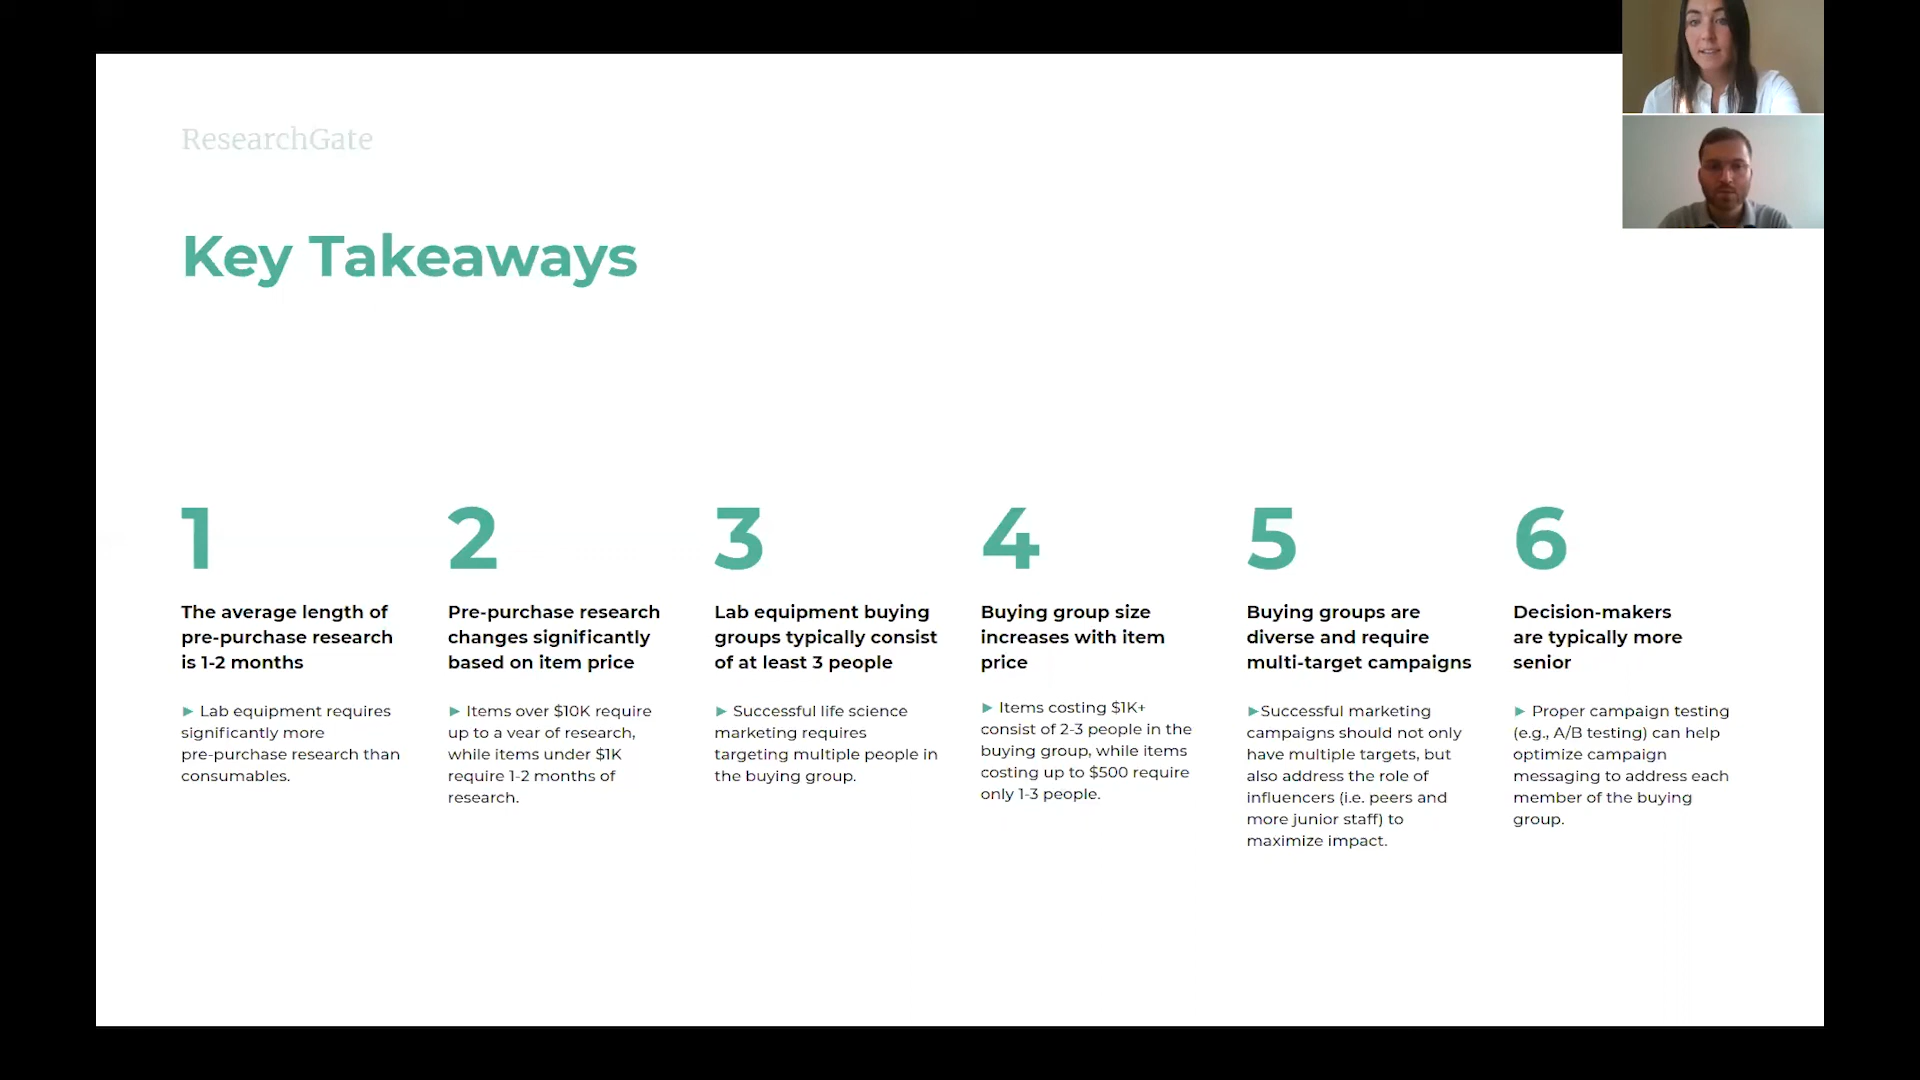 ResearchGate
Key Takeaways
1
The average length of
pre-purchase research
is 1-2 months
► Lab equipment requires
significantly more
pre-purchase research than
consumables.
2
Pre-purchase research
changes significantly
based on item price
► Items over $10K require
up to a year of research,
while items under $1K
require 1-2 months of
research.
3
Lab equipment buying
groups typically consist
of at least 3 people
► Successful life science
marketing requires
targeting multiple people in
the buying group.
4
Buying group size
increases with item
price
► Items costing $1K+
consist of 2-3 people in the
buying group, while items
costing up to $500 require
only 1-3 people.
5
Buying groups are
diverse and require
multi-target campaigns
►Successful marketing
campaigns should not only
have multiple targets, but
also address the role of
influencers (i.e. peers and
more junior staff) to
maximize impact.
6
Decision-makers
are typically more
senior
► Proper campaign testing
(e.g., A/B testing) can help
optimize campaign
messaging to address each
member of the buying
group.